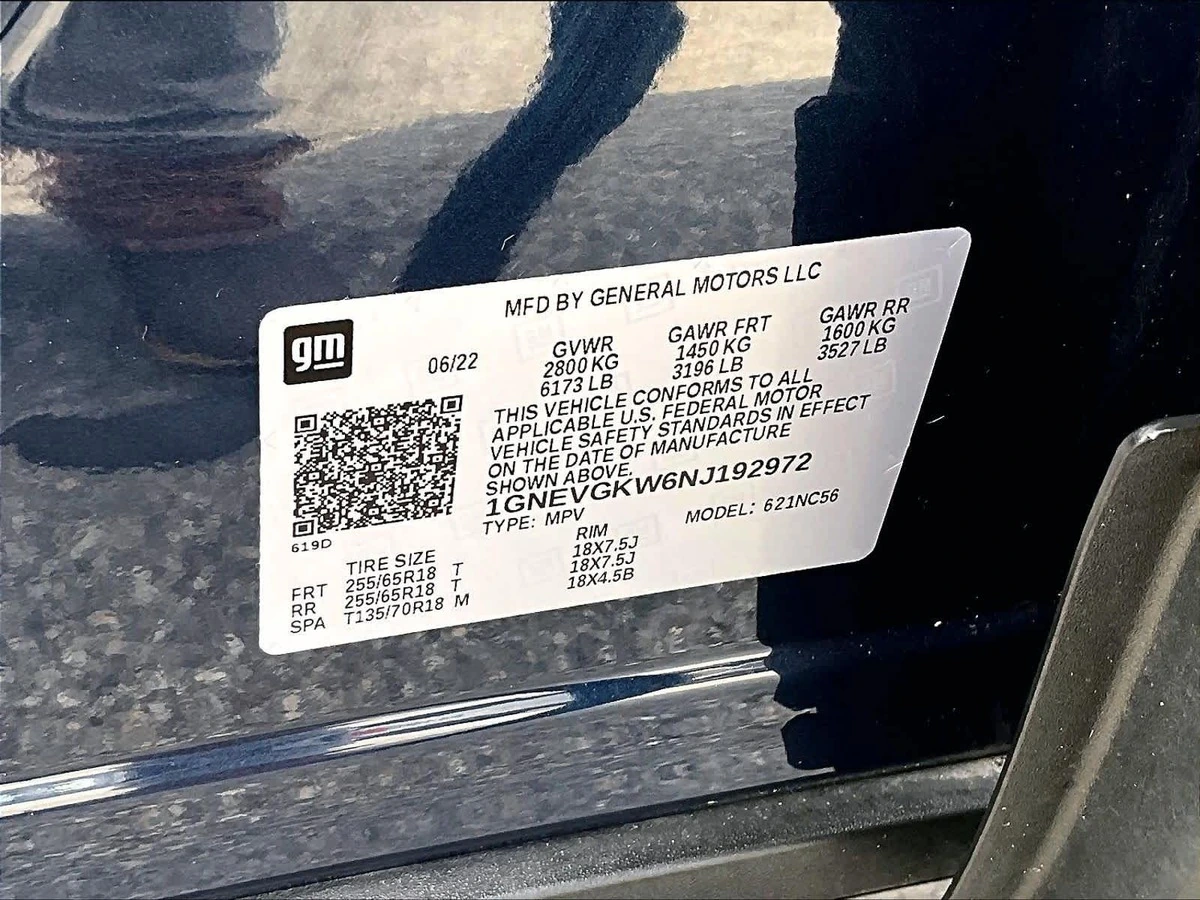 MFD BY GENERAL MOTORS LLC
gm
06/22
GVWR GAWR FRT GAWR RR
2800 KG 1450 KG 1600 KG
6173 LB 3196 LB 3527 LB
THIS VEHICLE CONFORMS TO ALL
APPLICABLE U.S. FEDERAL MOTOR
VEHICLE SAFETY STANDARDS IN EFFECT
ON THE DATE OF MANUFACTURE
SHOWN ABOVE.
1GNEVGKW6NJ192972
TYPE: MPV MODEL: 621NC56
619D
TIRE SIZE RIM
FRT 255/65R18 T 18X7.5J
RR 255/65R18 T 18X7.5J
SPA T135/70R18 M 18X4.5B